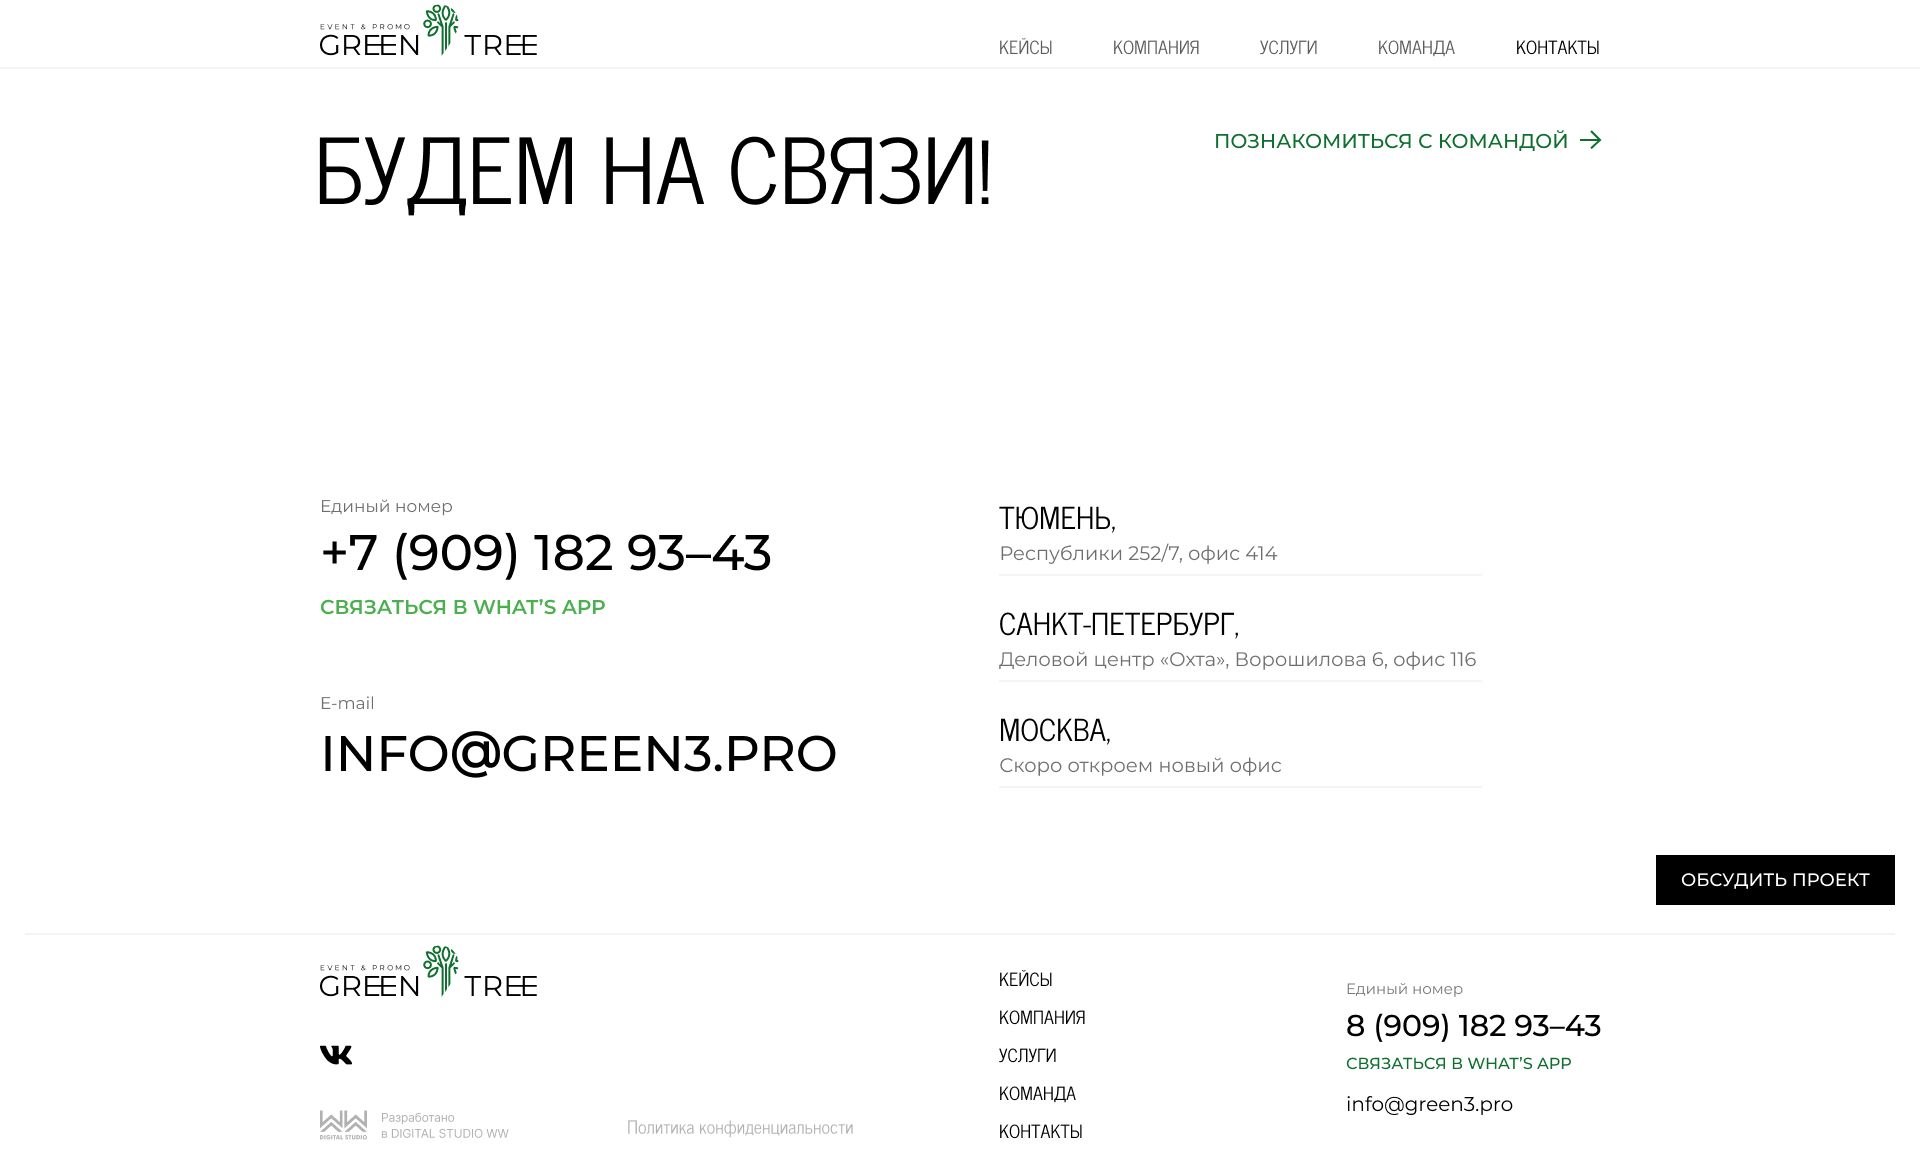 EVENT & PROMO
GREEN TREE
КЕЙСЫ
КОМПАНИЯ
УСЛУГИ
КОМАНДА
КОНТАКТЫ
БУДЕМ НА СВЯЗИ!
ПОЗНАКОМИТЬСЯ С КОМАНДОЙ
Единый номер
+7 (909) 182 93–43
СВЯЗАТЬСЯ В WHAT’S APP
E-mail
INFO@GREEN3.PRO
ТЮМЕНЬ,
Республики 252/7, офис 414
САНКТ-ПЕТЕРБУРГ,
Деловой центр «Охта», Ворошилова 6, офис 116
МОСКВА,
Скоро откроем новый офис
ОБСУДИТЬ ПРОЕКТ
EVENT & PROMO
GREEN TREE
WW
DIGITAL STUDIO
Разработано
в DIGITAL STUDIO WW
Политика конфиденциальности
КЕЙСЫ
КОМПАНИЯ
УСЛУГИ
КОМАНДА
КОНТАКТЫ
Единый номер
8 (909) 182 93–43
СВЯЗАТЬСЯ В WHAT’S APP
info@green3.pro